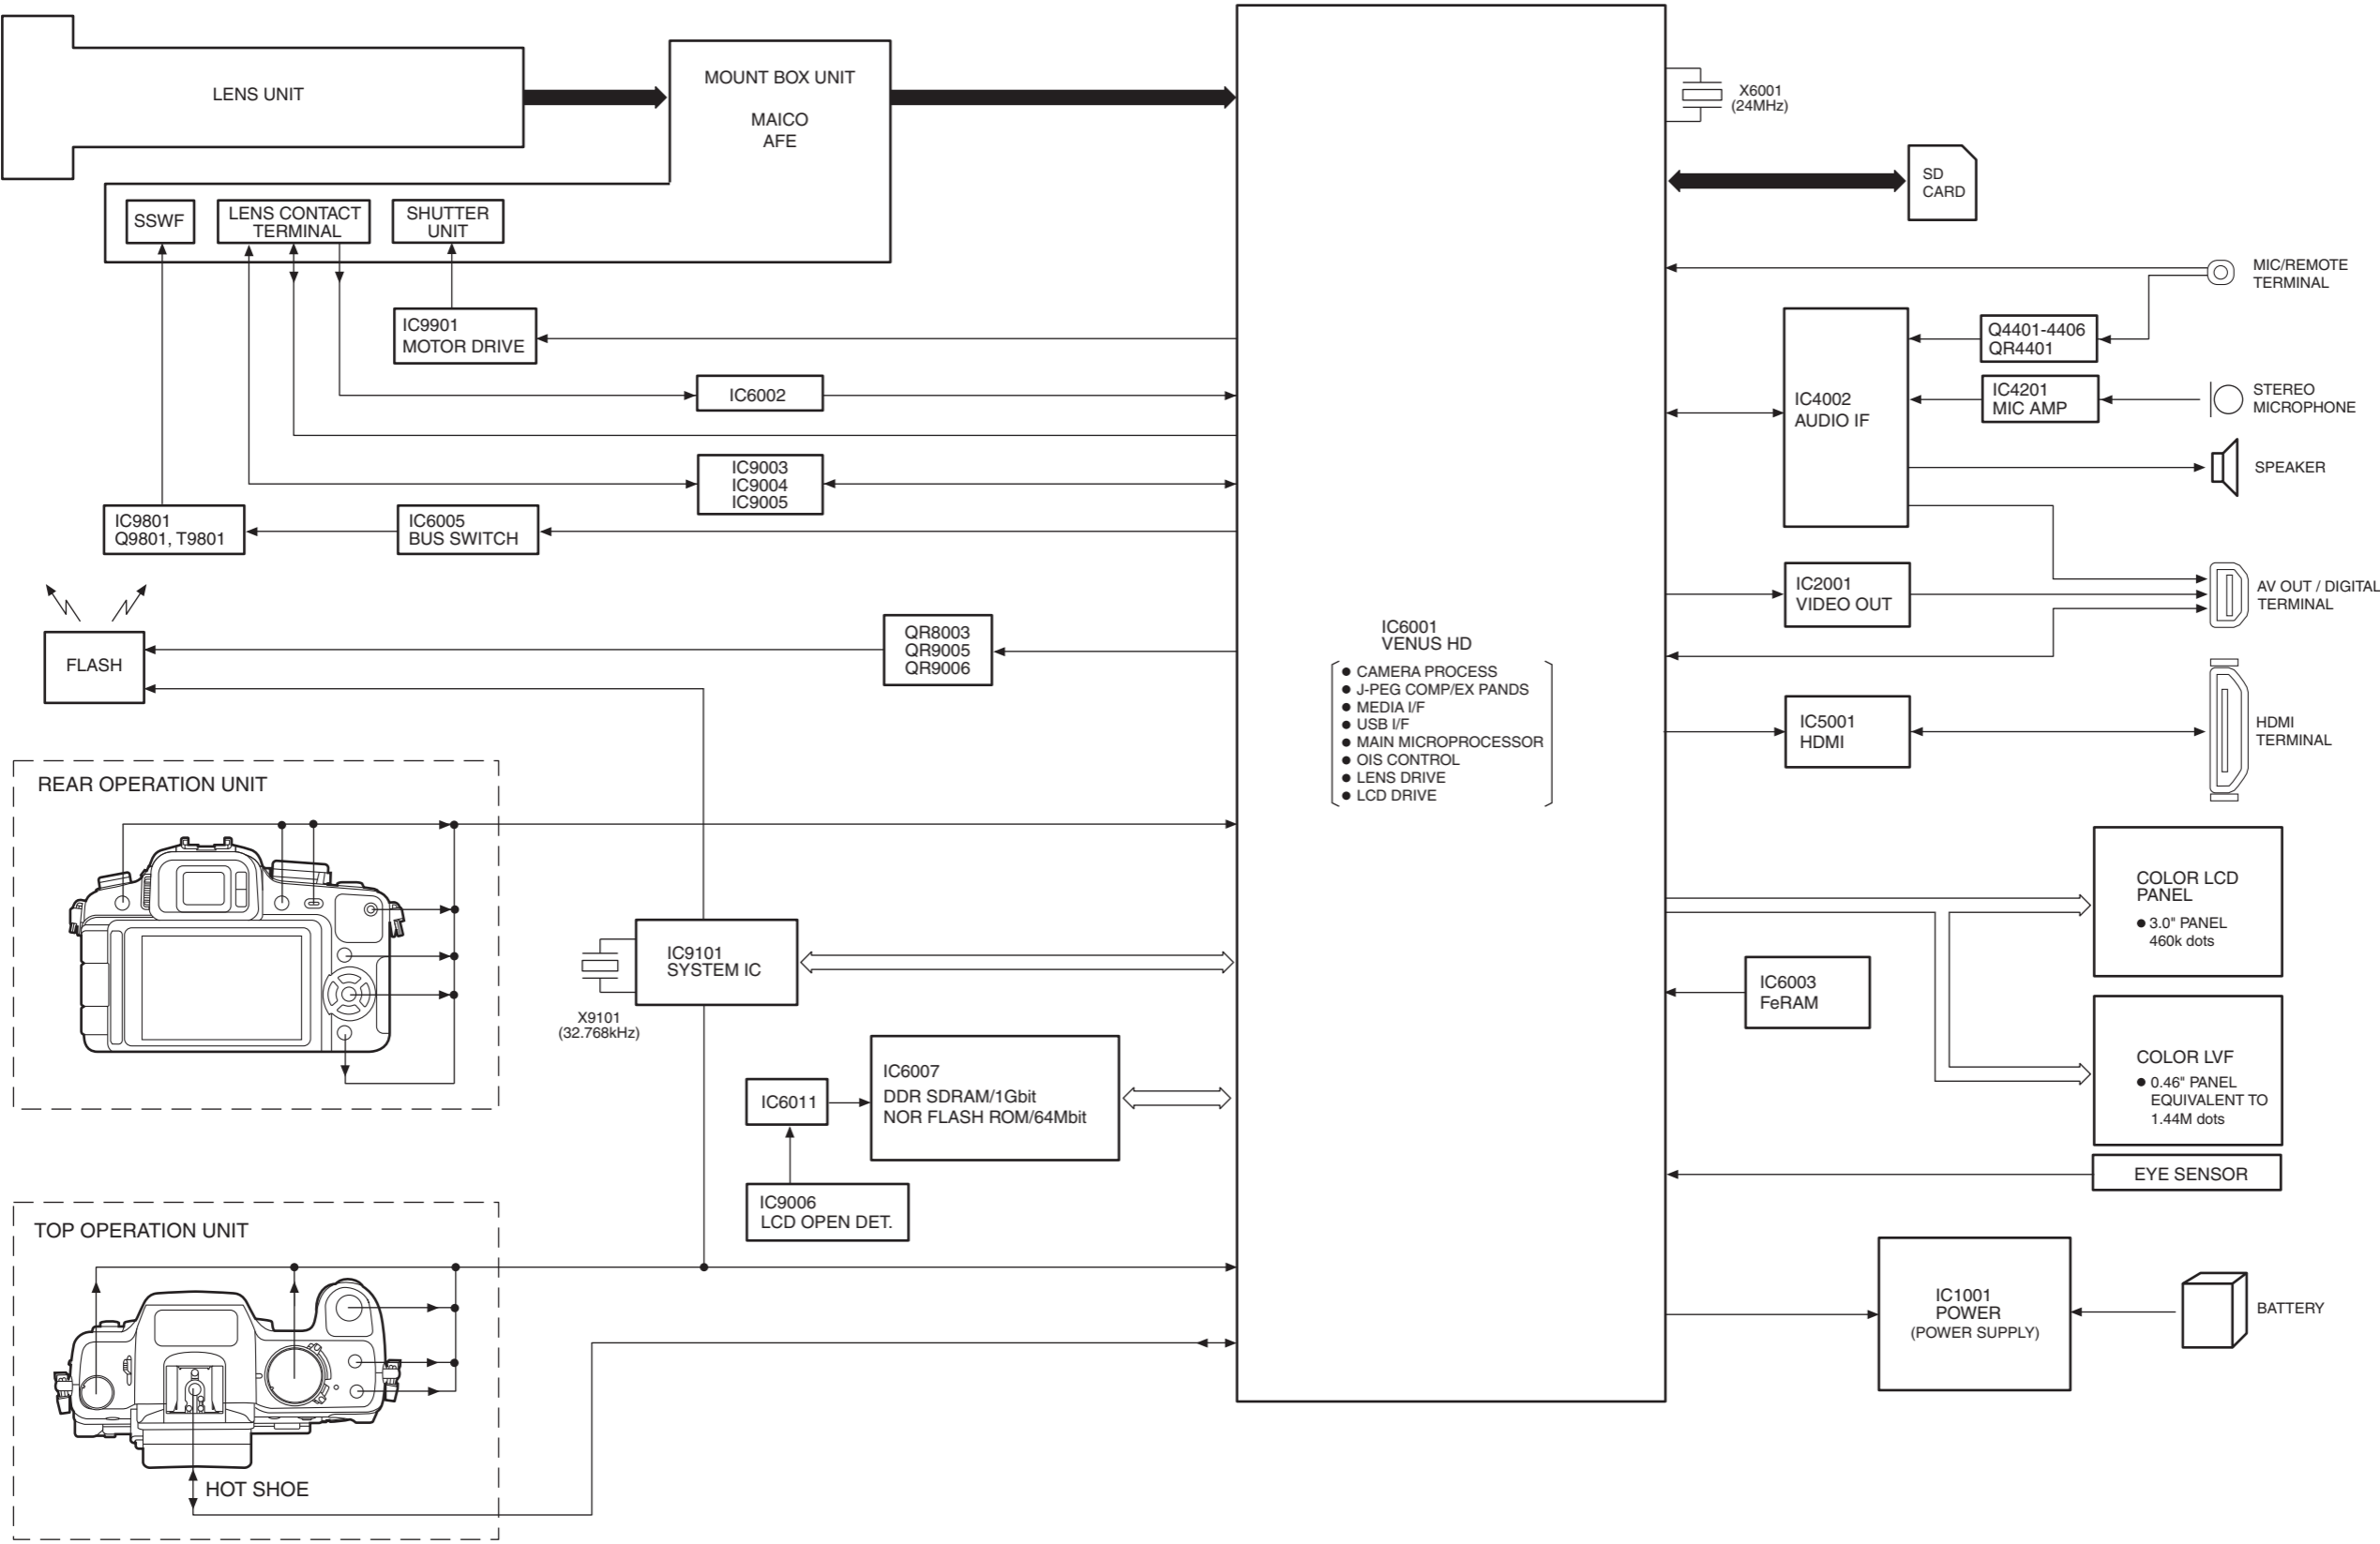 LENS UNIT
MOUNT BOX UNIT
MAICO
AFE
SSWF
LENS CONTACT
TERMINAL
SHUTTER
UNIT
IC9901
MOTOR DRIVE
IC6002
IC9003
IC9004
IC9005
IC9801
Q9801, T9801
IC6005
BUS SWITCH
FLASH
QR8003
QR9005
QR9006
REAR OPERATION UNIT
IC9101
SYSTEM IC
X9101
(32.768kHz)
IC6011
IC6007
DDR SDRAM/1Gbit
NOR FLASH ROM/64Mbit
IC9006
LCD OPEN DET.
TOP OPERATION UNIT
HOT SHOE
IC6001
VENUS HD
● CAMERA PROCESS
● J-PEG COMP/EX PANDS
● MEDIA I/F
● USB I/F
● MAIN MICROPROCESSOR
● OIS CONTROL
● LENS DRIVE
● LCD DRIVE
X6001
(24MHz)
SD
CARD
MIC/REMOTE
TERMINAL
Q4401-4406
QR4401
IC4002
AUDIO IF
IC4201
MIC AMP
STEREO
MICROPHONE
SPEAKER
IC2001
VIDEO OUT
AV OUT / DIGITAL
TERMINAL
IC5001
HDMI
HDMI
TERMINAL
COLOR LCD
PANEL
● 3.0" PANEL
460k dots
IC6003
FeRAM
COLOR LVF
● 0.46" PANEL
EQUIVALENT TO
1.44M dots
EYE SENSOR
IC1001
POWER
(POWER SUPPLY)
BATTERY